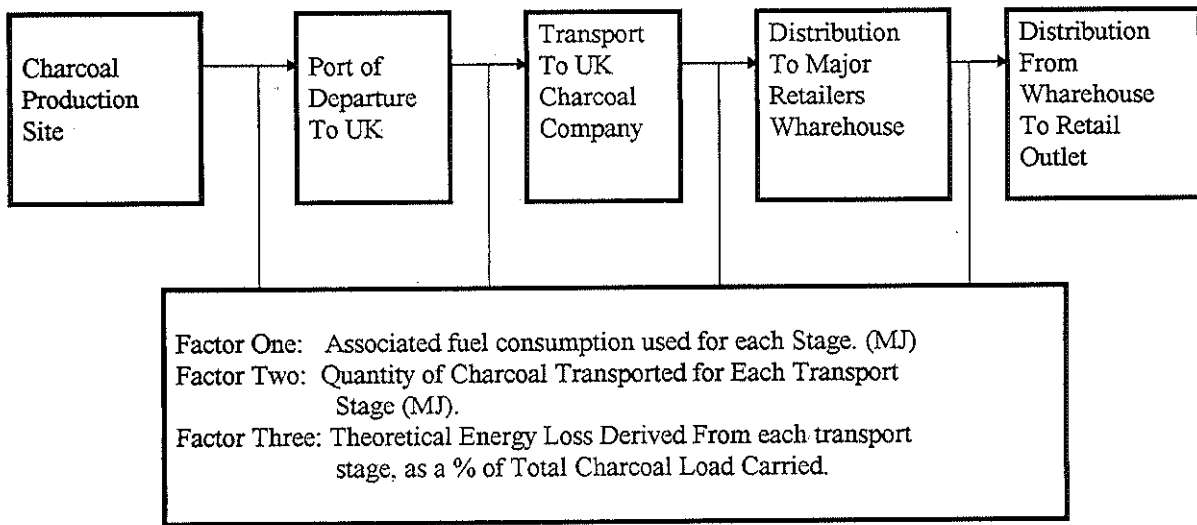 Charcoal
Production
Site
Port of
Departure
To UK
Transport
To UK
Charcoal
Company
Distribution
To Major
Retailers
Wharehouse
Distribution
From
Wharehouse
To Retail
Outlet
Factor One: Associated fuel consumption used for each Stage. (MJ)
Factor Two: Quantity of Charcoal Transported for Each Transport
Stage (MJ).
Factor Three: Theoretical Energy Loss Derived From each transport
stage, as a % of Total Charcoal Load Carried.